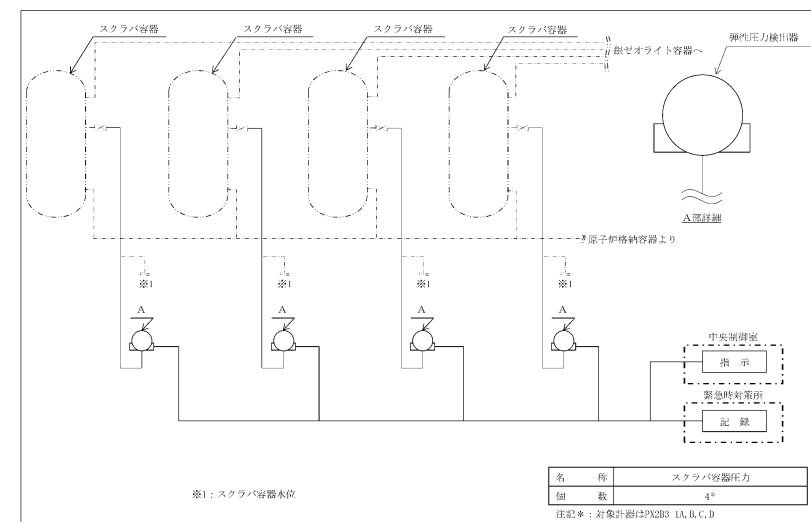 スクラバ容器
スクラバ容器
スクラバ容器
スクラバ容器
弾性圧力検出器
銀ゼオライト容器へ
A部詳細
原子炉格納容器より
※1
※1
※1
※1
A
A
A
A
中央制御室
指 示
緊急時対策所
記 録
※1：スクラバ容器水位
名 称 スクラバ容器圧力
個 数 4*
注記＊：対象計器はPX2B3 1A,B,C,D